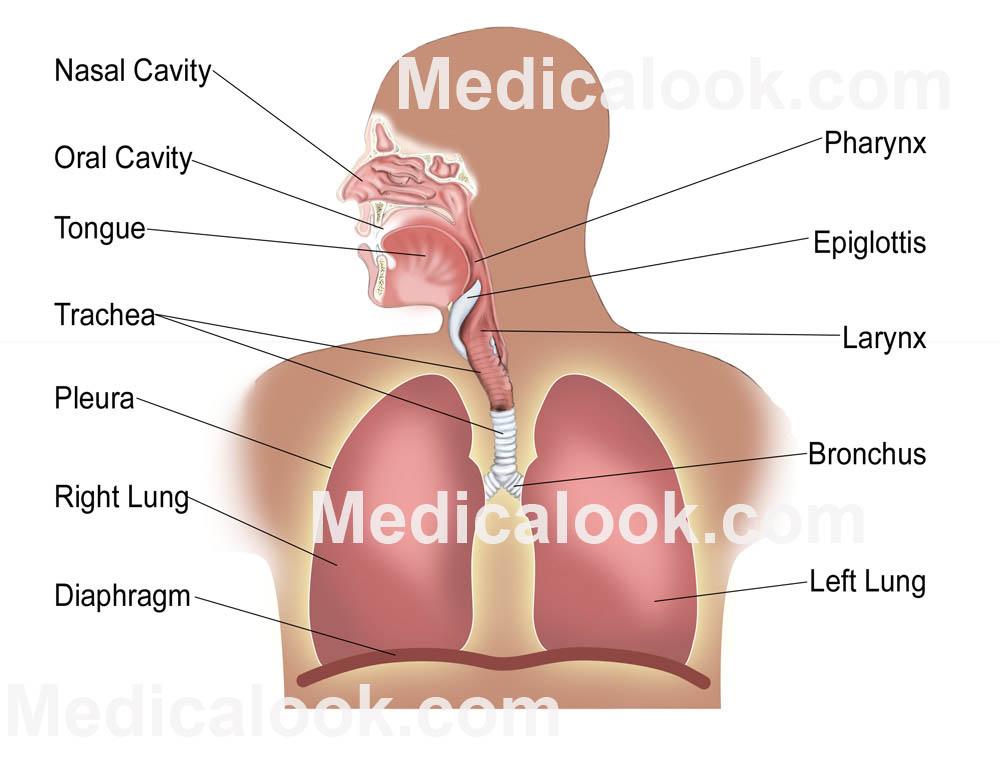 Nasal Cavity
Medicalook.com
Pharynx
Oral Cavity
Tongue
Epiglottis
Trachea
Larynx
Pleura
Bronchus
Right Lung
Medicalook.com
Left Lung
Diaphragm
Medicalook.com